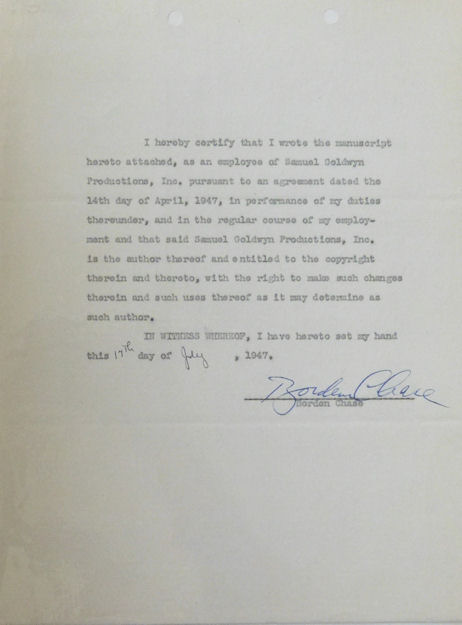 I hereby certify that I wrote the manuscript
hereto attached, as an employee of Samuel Goldwyn
Productions, Inc. pursuant to an agreement dated the
14th day of April, 1947, in performance of my duties
thereunder, and in the regular course of my employ-
ment and that said Samuel Goldwyn Productions, Inc.
is the author thereof and entitled to the copyright
therein and thereto, with the right to make such changes
therein and such uses thereof as it may determine as
such author.
IN WITNESS WHEREOF, I have hereto set my hand
this 17th day of July , 1947.
Borden Chase
Borden Chase